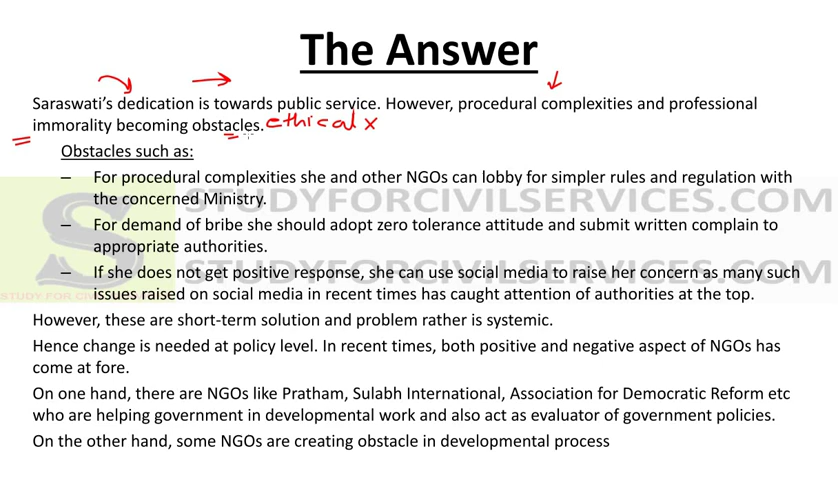 The Answer
Saraswati's dedication is towards public service. However, procedural complexities and professional
immorality becoming obstacles. ethical x
Obstacles such as:
– For procedural complexities she and other NGOs can lobby for simpler rules and regulation with
the concerned Ministry.
– For demand of bribe she should adopt zero tolerance attitude and submit written complain to
appropriate authorities.
– If she does not get positive response, she can use social media to raise her concern as many such
issues raised on social media in recent times has caught attention of authorities at the top.
However, these are short-term solution and problem rather is systemic.
Hence change is needed at policy level. In recent times, both positive and negative aspect of NGOs has
come at fore.
On one hand, there are NGOs like Pratham, Sulabh International, Association for Democratic Reform etc
who are helping government in developmental work and also act as evaluator of government policies.
On the other hand, some NGOs are creating obstacle in developmental process
STUDYFORCIVILSERVICES.COM
STUDYFORCIVILSERVICES.COM